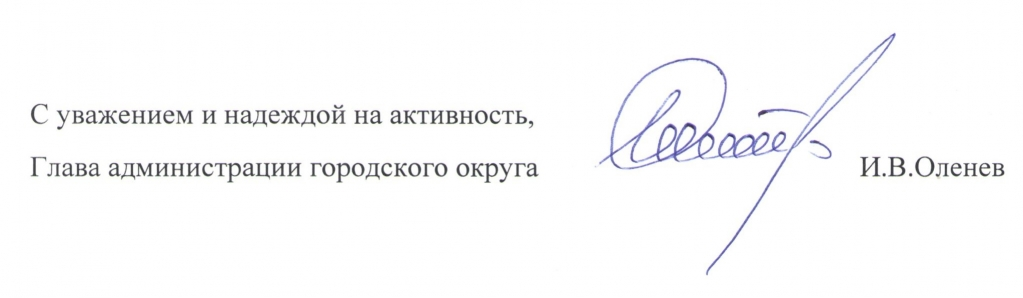 С уважением и надеждой на активность,
Глава администрации городского округа И.В.Оленев